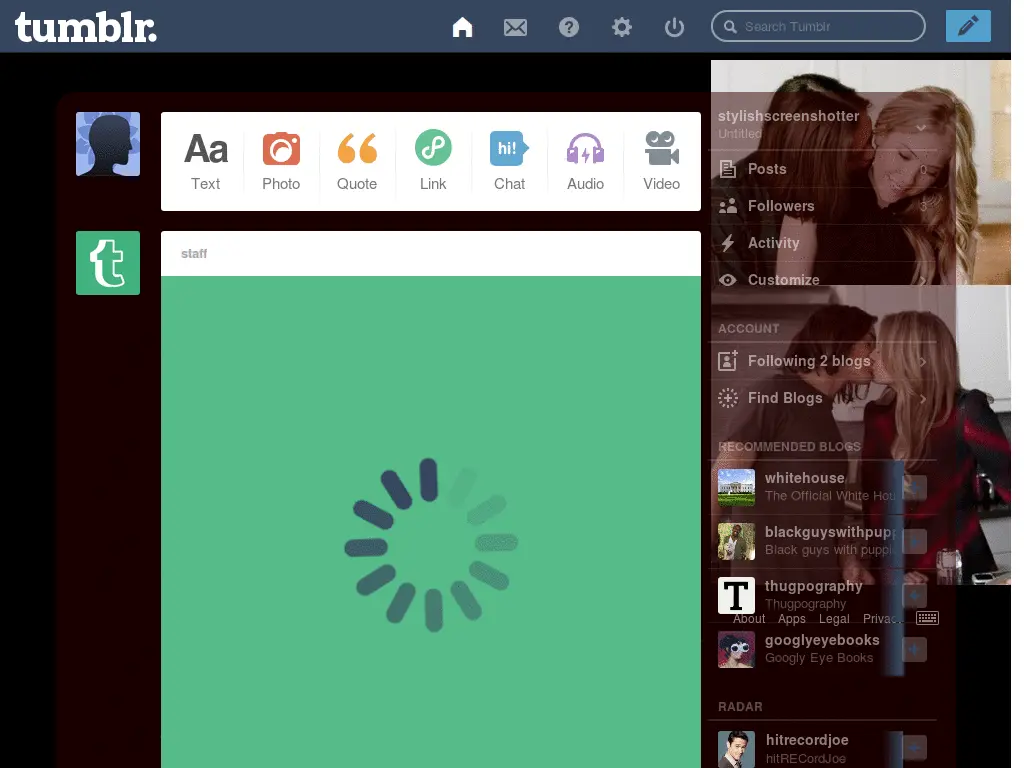 tumblr.
Search Tumblr
Aa
hi!
Text
Photo
Quote
Link
Chat
Audio
Video
staff
stylishscreenshotter
Untitled
Posts
Followers
Activity
Customize
ACCOUNT
Following 2 blogs
Find Blogs
RECOMMENDED BLOGS
whitehouse
The Official White Hou
blackguyswithpupp
Black guys with puppi
T
thugpography
Thugpography
About Apps Legal Privac
googlyeyebooks
Googly Eye Books
RADAR
hitrecordjoe
hitRECordJoe